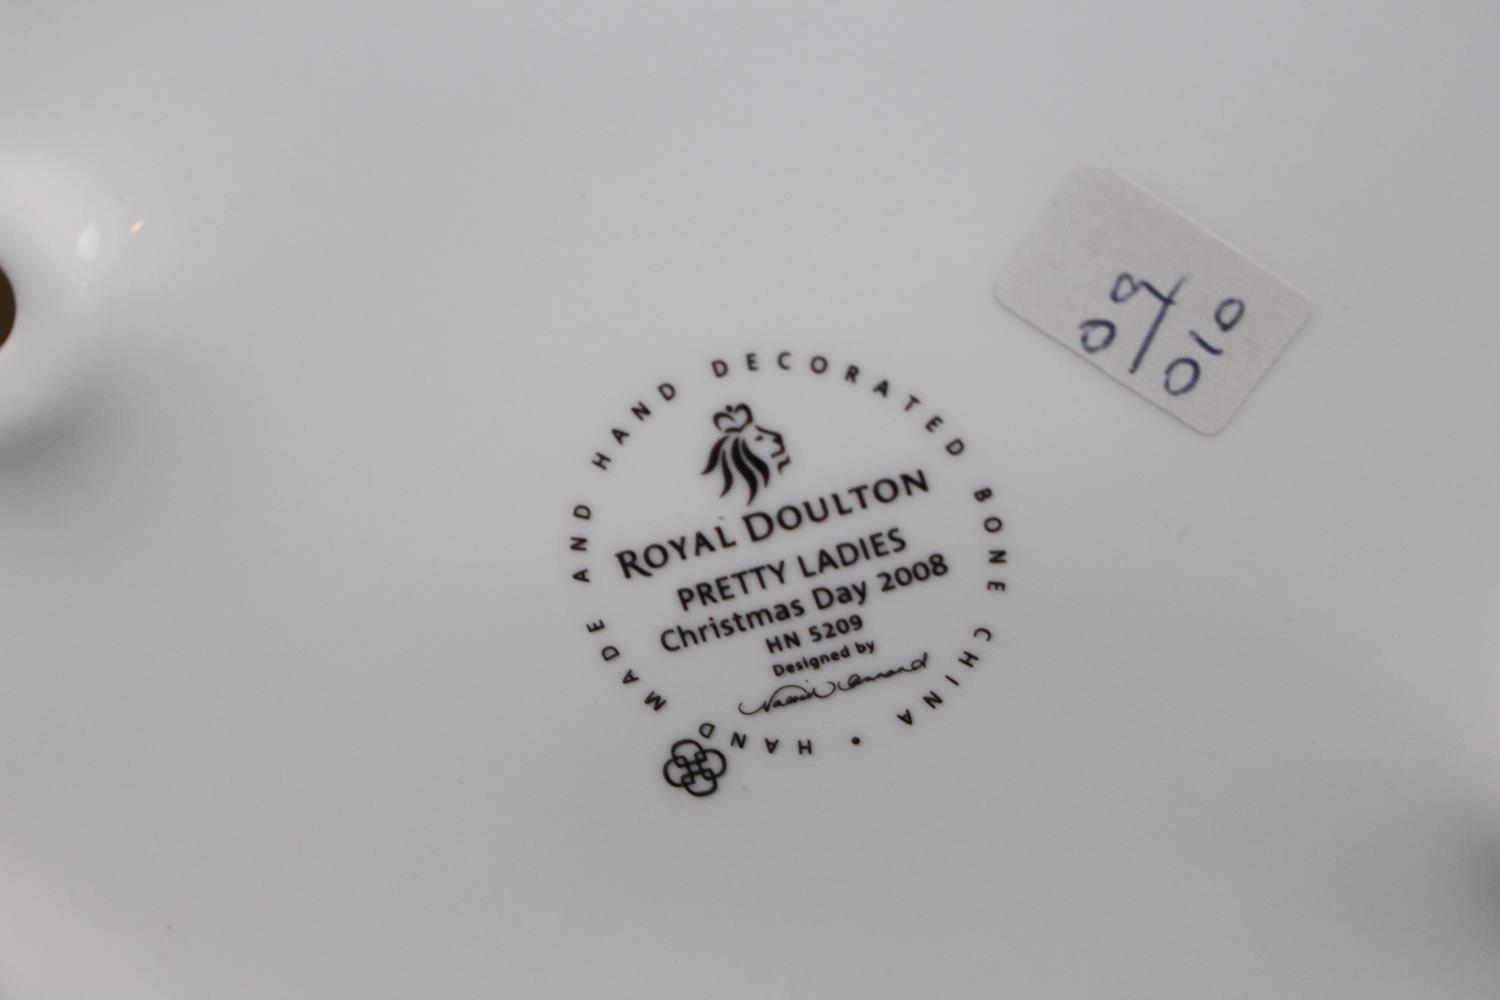 HAND MADE AND HAND DECORATED BONE CHINA •
ROYAL DOULTON
PRETTY LADIES
Christmas Day 2008
HN 5209
Designed by